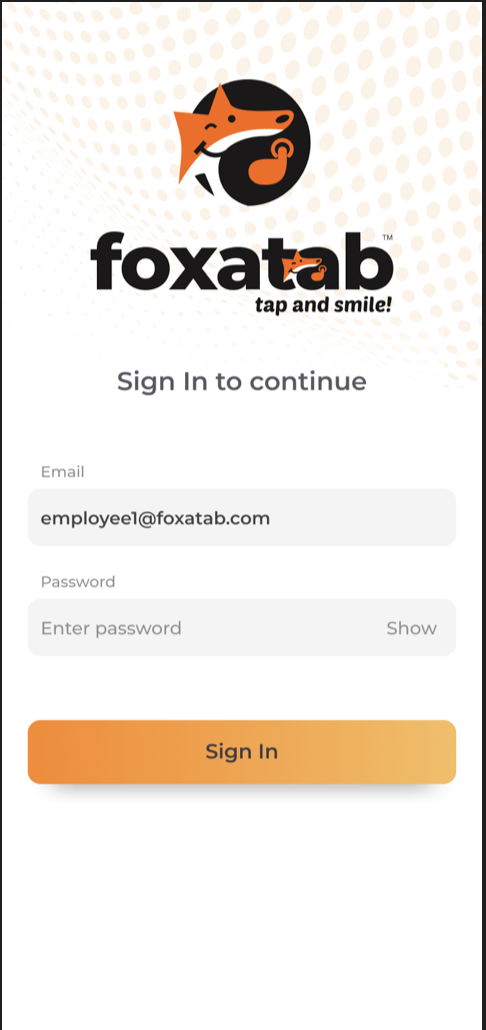 foxatab™
tap and smile!
Sign In to continue
Email
employee1@foxatab.com
Password
Enter password Show
Sign In